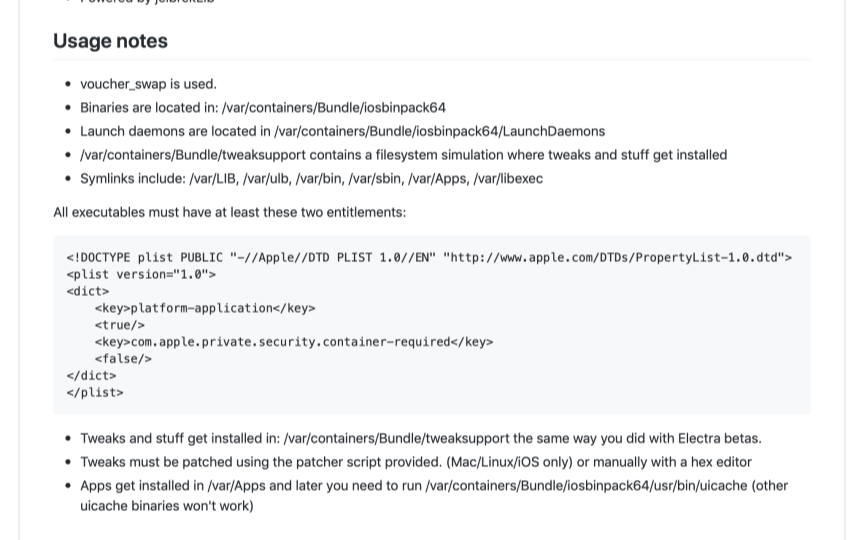 Powered by jelbrekLib
Usage notes
• voucher_swap is used.
• Binaries are located in: /var/containers/Bundle/iosbinpack64
• Launch daemons are located in /var/containers/Bundle/iosbinpack64/LaunchDaemons
• /var/containers/Bundle/tweaksupport contains a filesystem simulation where tweaks and stuff get installed
• Symlinks include: /var/LIB, /var/ulb, /var/bin, /var/sbin, /var/Apps, /var/libexec
All executables must have at least these two entitlements:
<!DOCTYPE plist PUBLIC "-//Apple//DTD PLIST 1.0//EN" "http://www.apple.com/DTDs/PropertyList-1.0.dtd">
<plist version="1.0">
<dict>
    <key>platform-application</key>
    <true/>
    <key>com.apple.private.security.container-required</key>
    <false/>
</dict>
</plist>
• Tweaks and stuff get installed in: /var/containers/Bundle/tweaksupport the same way you did with Electra betas.
• Tweaks must be patched using the patcher script provided. (Mac/Linux/iOS only) or manually with a hex editor
• Apps get installed in /var/Apps and later you need to run /var/containers/Bundle/iosbinpack64/usr/bin/uicache (other
uicache binaries won't work)